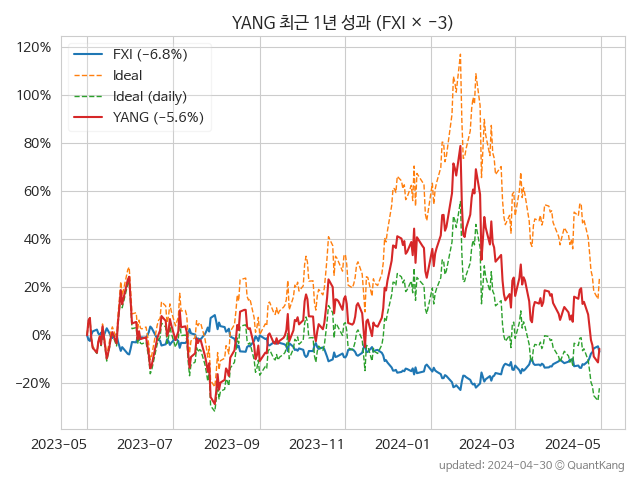 YANG 최근 1년 성과 (FXI × −3)
FXI (−6.8%)
Ideal
Ideal (daily)
YANG (−5.6%)
120%
100%
80%
60%
40%
20%
0%
−20%
2023-05 2023-07 2023-09 2023-11 2024-01 2024-03 2024-05
updated: 2024-04-30 © QuantKang